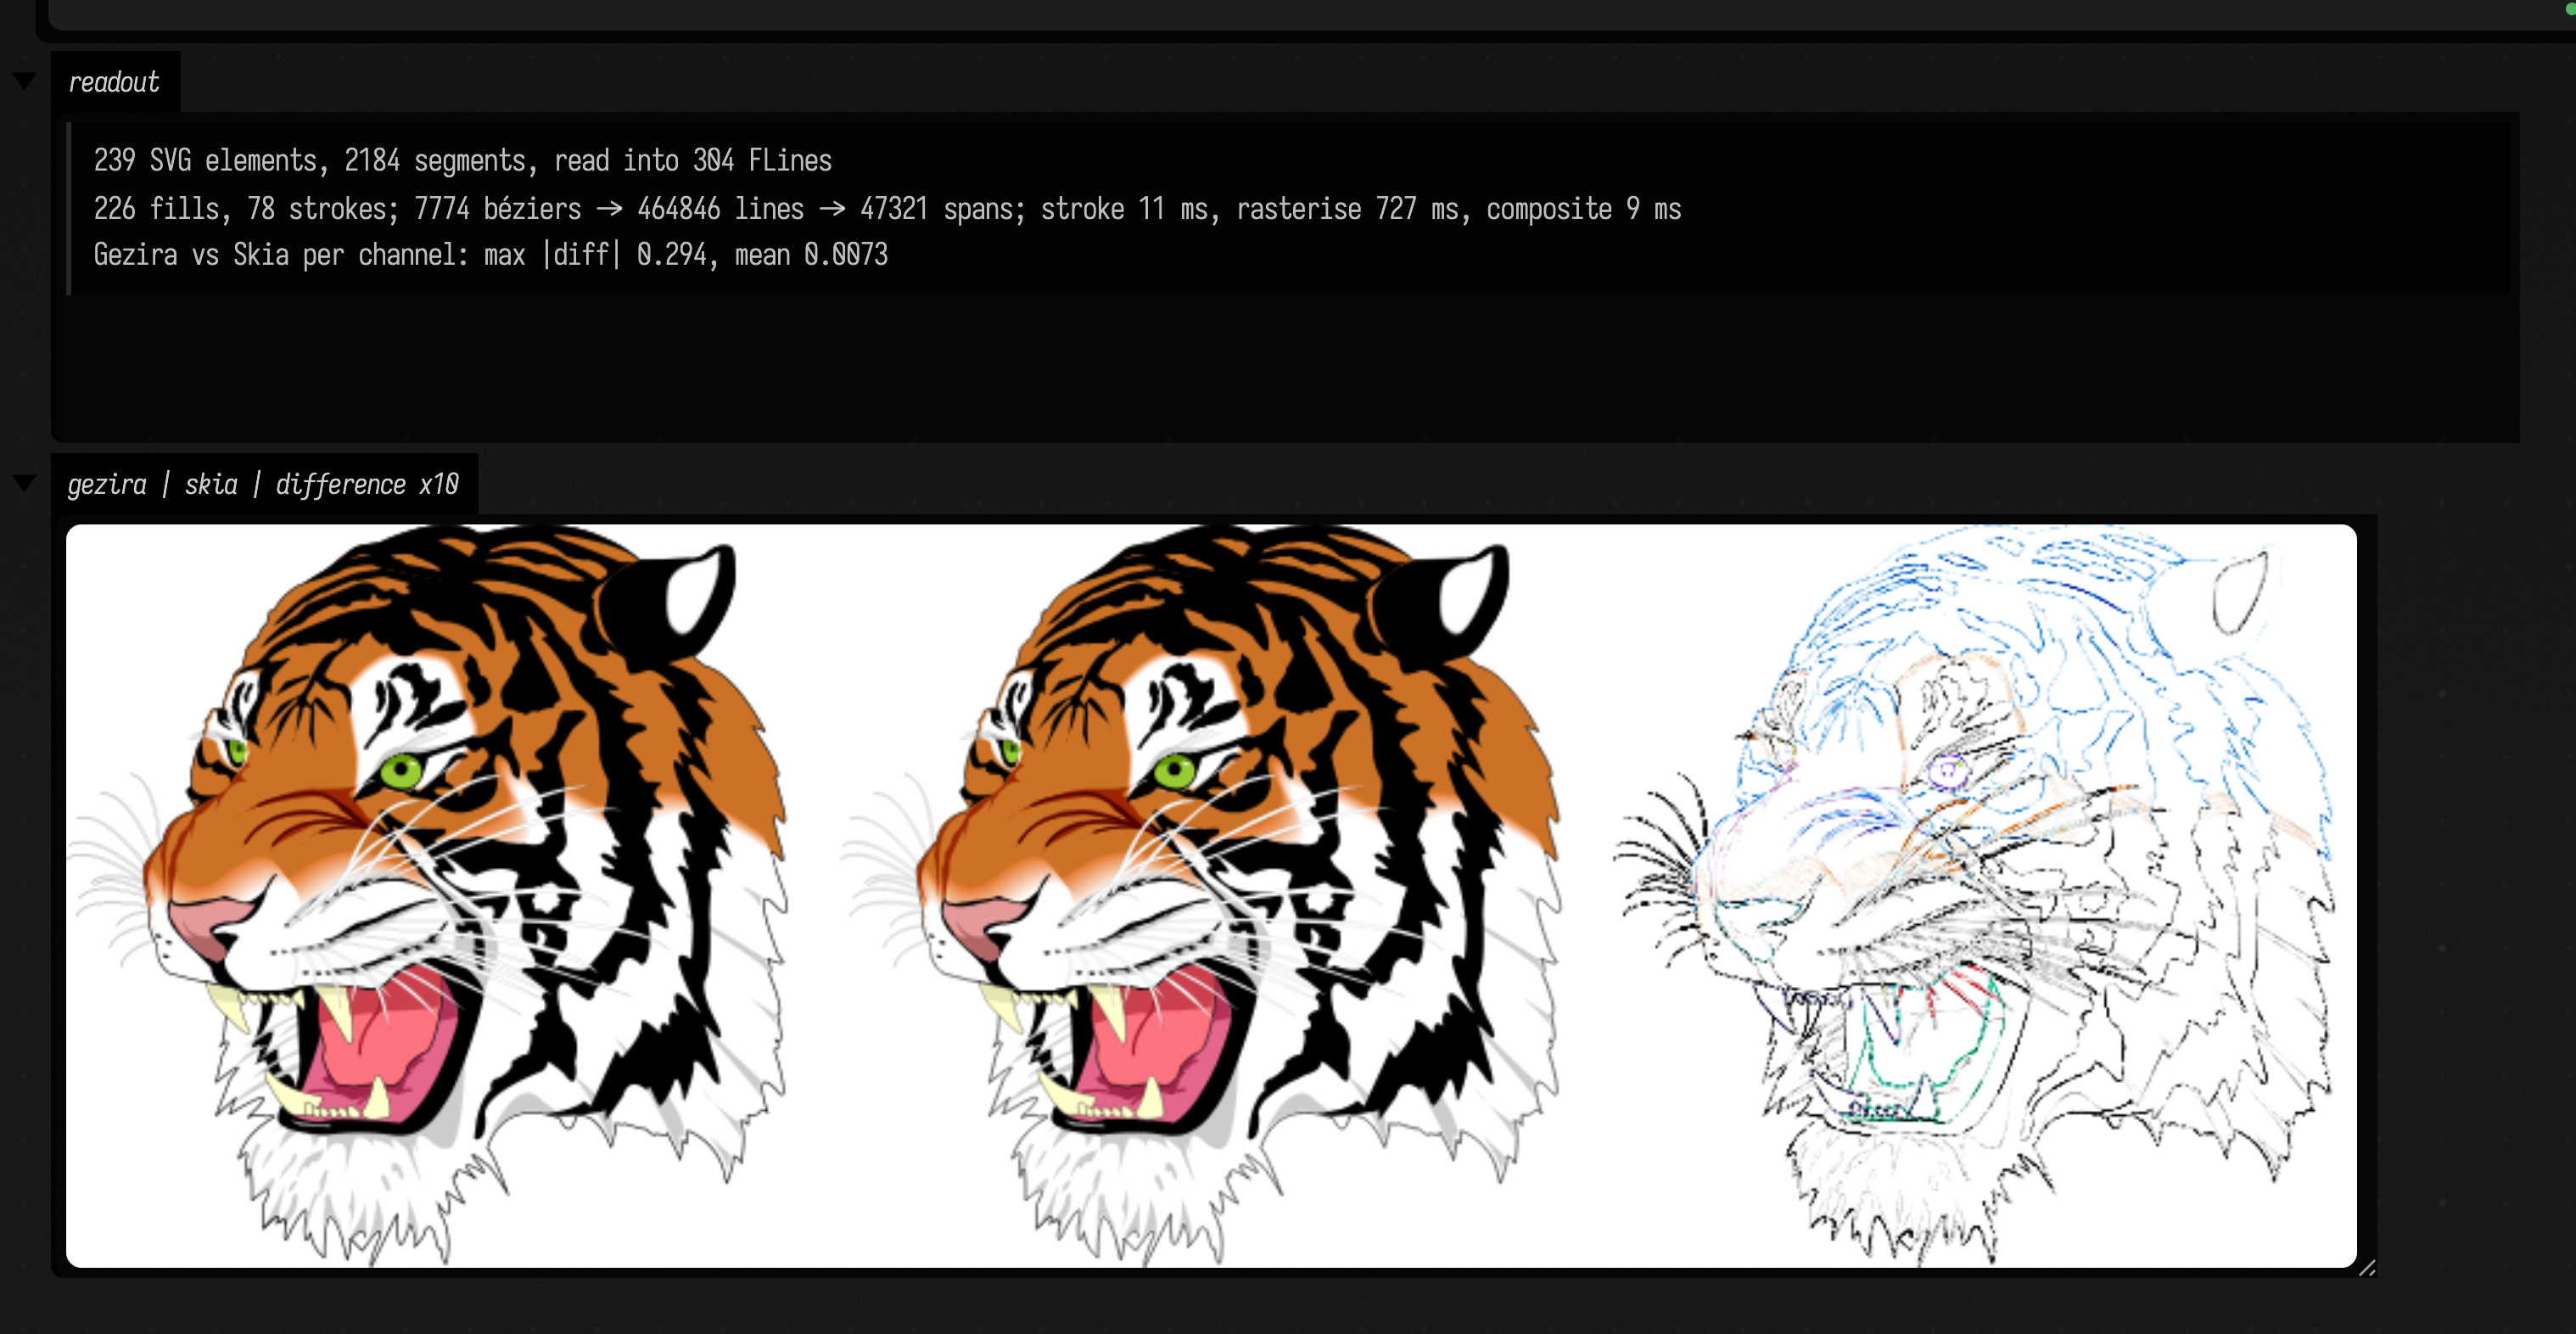 readout
239 SVG elements, 2184 segments, read into 304 FLines
226 fills, 78 strokes; 7774 béziers → 464846 lines → 47321 spans; stroke 11 ms, rasterise 727 ms, composite 9 ms
Gezira vs Skia per channel: max |diff| 0.294, mean 0.0073
gezira | skia | difference x10